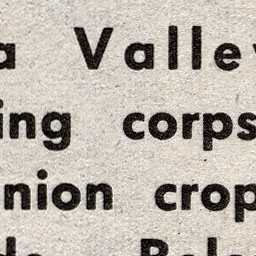 a Valley
ing corps
nion crop